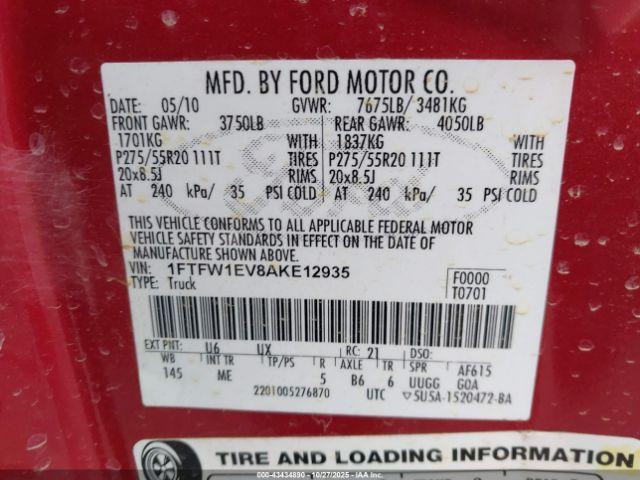 MFD. BY FORD MOTOR CO.
DATE: 05/10 GVWR: 7675LB/ 3481KG
FRONT GAWR: 3750LB REAR GAWR: 4050LB
1701KG WITH 1837KG WITH
P275/55R20 111T TIRES P275/55R20 111T TIRES
20x8.5J RIMS 20x8.5J RIMS
AT 240 kPa/ 35 PSI COLD AT 240 kPa/ 35 PSI COLD
THIS VEHICLE CONFORMS TO ALL APPLICABLE FEDERAL MOTOR
VEHICLE SAFETY STANDARDS IN EFFECT ON THE DATE OF
MANUFACTURE SHOWN ABOVE.
VIN: 1FTFW1EV8AKE12935
TYPE: Truck
F0000
T0701
EXT PNT: U6 UX RC: 21 DSO:
WB INT TR TP/PS R AXLE TR SPR AF615
145 ME 5 B6 6 UUGG GOA
2201005276870 UTC 5U5A-1520472-BA
TIRE AND LOADING INFORMATION
© 43434890 | 10/27/2025 | IAA, LLC